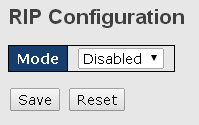 RIP Configuration
Mode Disabled
Save Reset